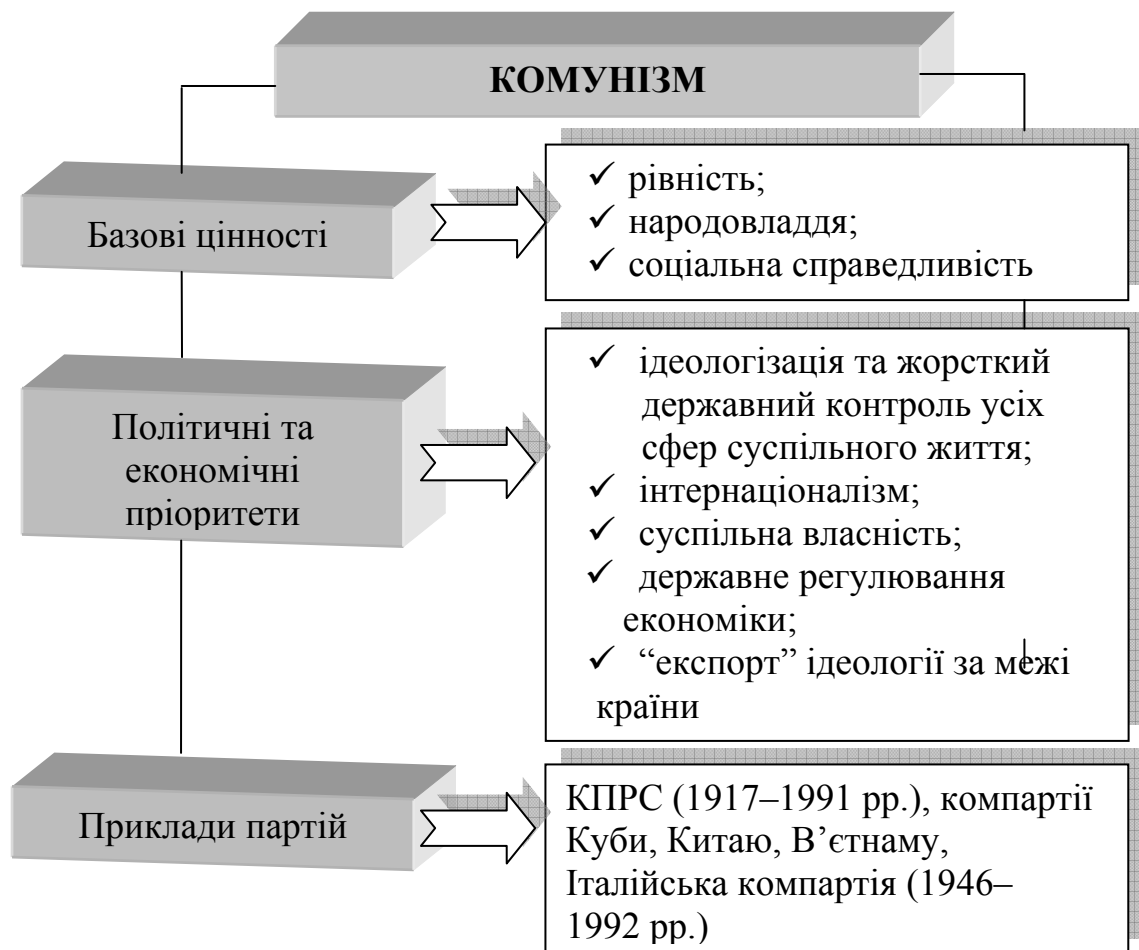 КОМУНІЗМ
Базові цінності
✓ рівність;
✓ народовладдя;
✓ соціальна справедливість
Політичні та
економічні
пріоритети
✓ ідеологізація та жорсткий
державний контроль усіх
сфер суспільного життя;
✓ інтернаціоналізм;
✓ суспільна власність;
✓ державне регулювання
економіки;
✓ “експорт” ідеології за межі
країни
Приклади партій
КПРС (1917–1991 рр.), компартії
Куби, Китаю, В’єтнаму,
Італійська компартія (1946–
1992 рр.)